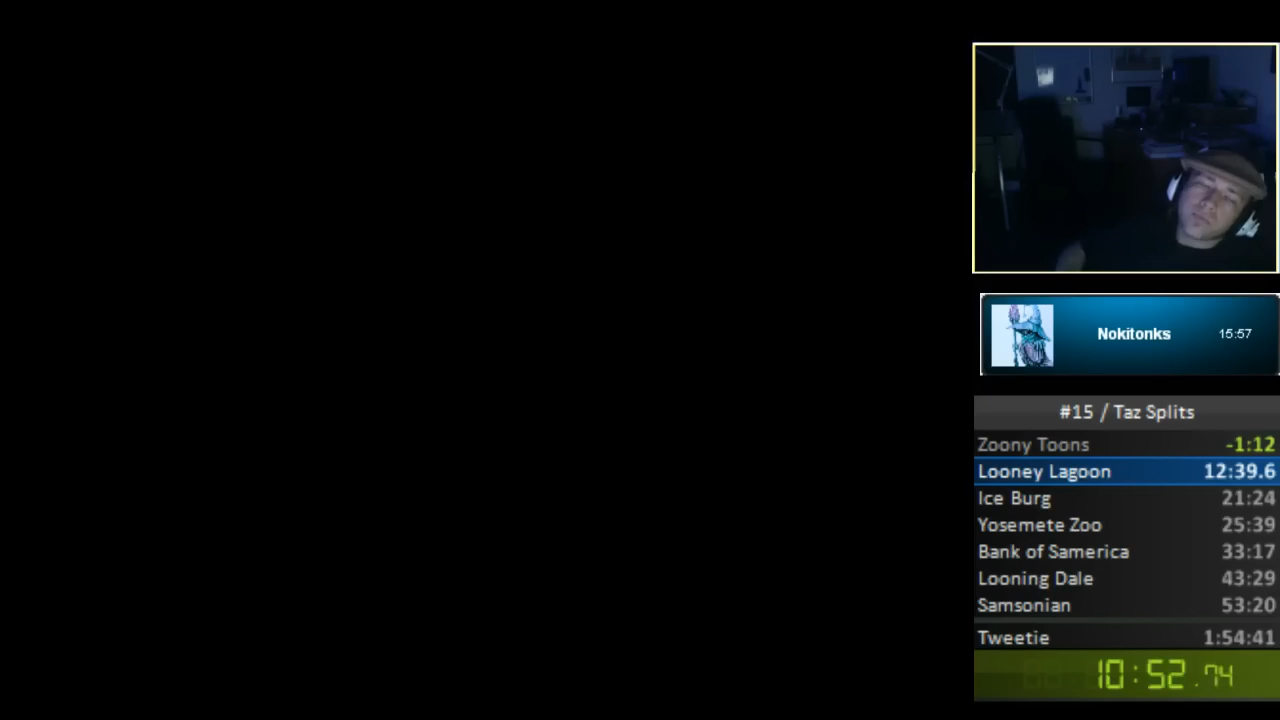 Nokitonks 15:57
#15 / Taz Splits
Zoony Toons -1:12
Looney Lagoon 12:39.6
Ice Burg 21:24
Yosemete Zoo 25:39
Bank of Samerica 33:17
Looning Dale 43:29
Samsonian 53:20
Tweetie 1:54:41
10:52.74